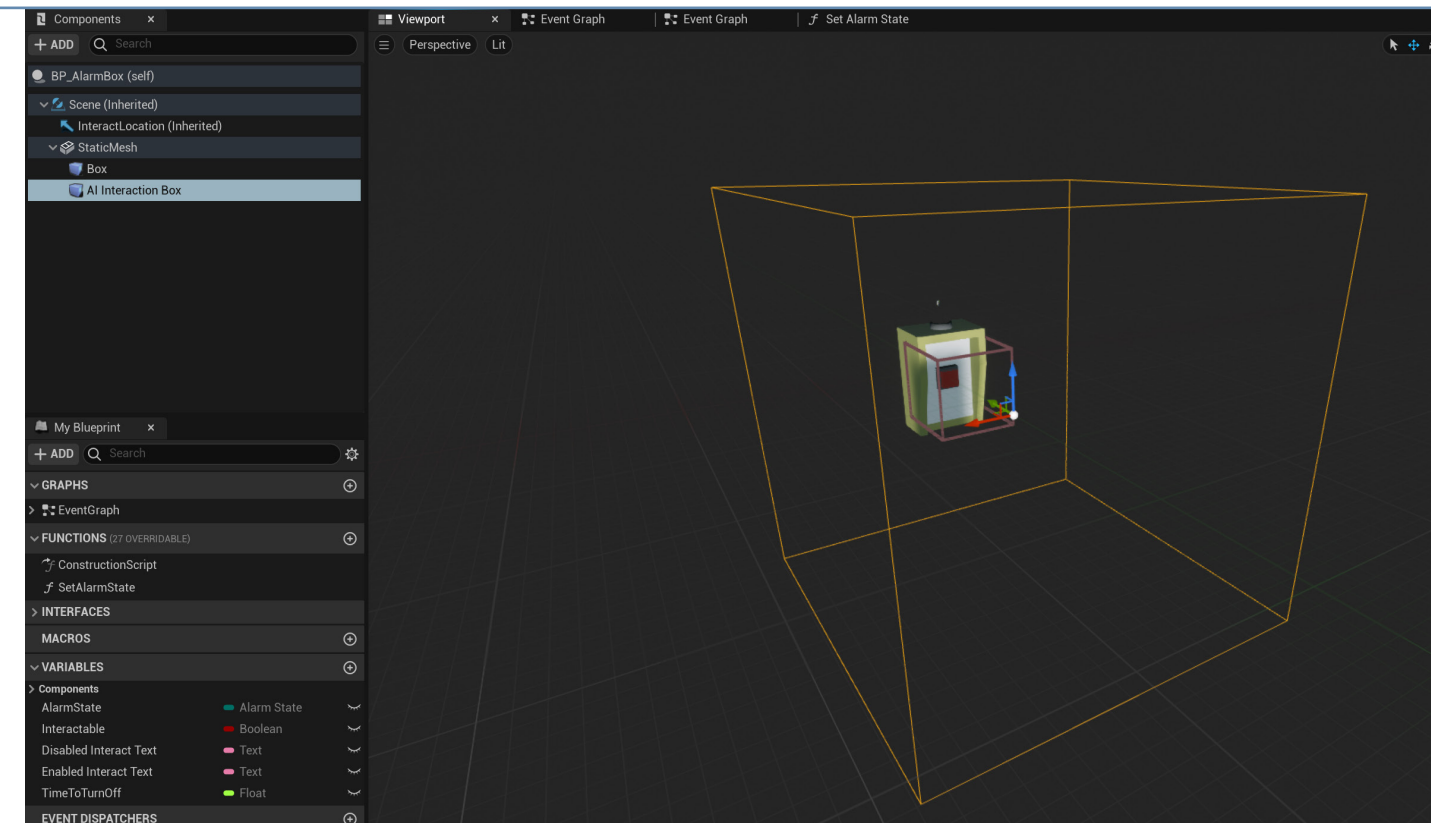 Components ×
+ ADD Search
BP_AlarmBox (self)
Scene (Inherited)
InteractLocation (Inherited)
StaticMesh
Box
AI Interaction Box
My Blueprint ×
+ ADD Search
GRAPHS
EventGraph
FUNCTIONS (27 OVERRIDABLE)
ConstructionScript
SetAlarmState
INTERFACES
MACROS
VARIABLES
Components
AlarmState Alarm State
Interactable Boolean
Disabled Interact Text Text
Enabled Interact Text Text
TimeToTurnOff Float
EVENT DISPATCHERS
Viewport × Event Graph Event Graph Set Alarm State
Perspective Lit